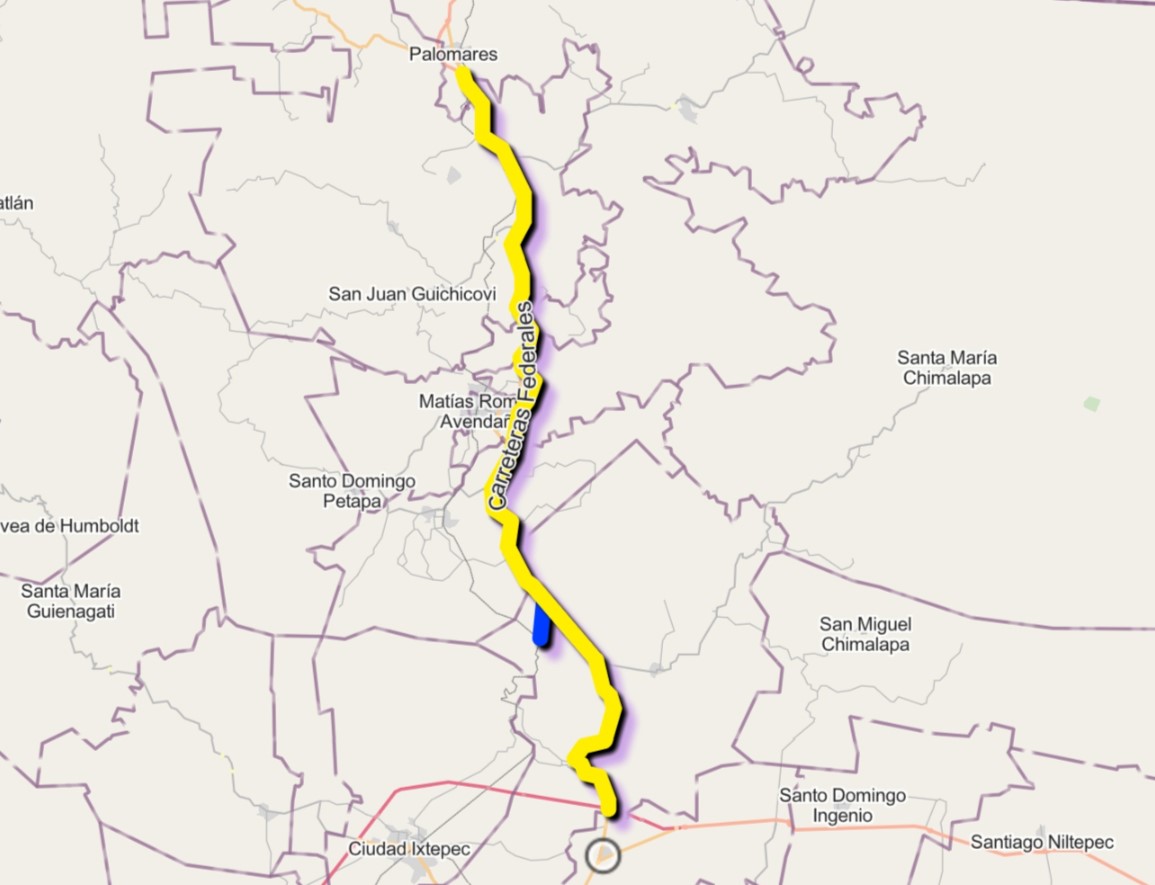 Palomares
atlán
San Juan Guichicovi
Carreteras Federales
Santa María
Chimalapa
Matías Rom
Avendañ
Santo Domingo
Petapa
vea de Humboldt
Santa María
Guienagati
San Miguel
Chimalapa
Santo Domingo
Ingenio
Ciudad Ixtepec
Santiago Niltepec